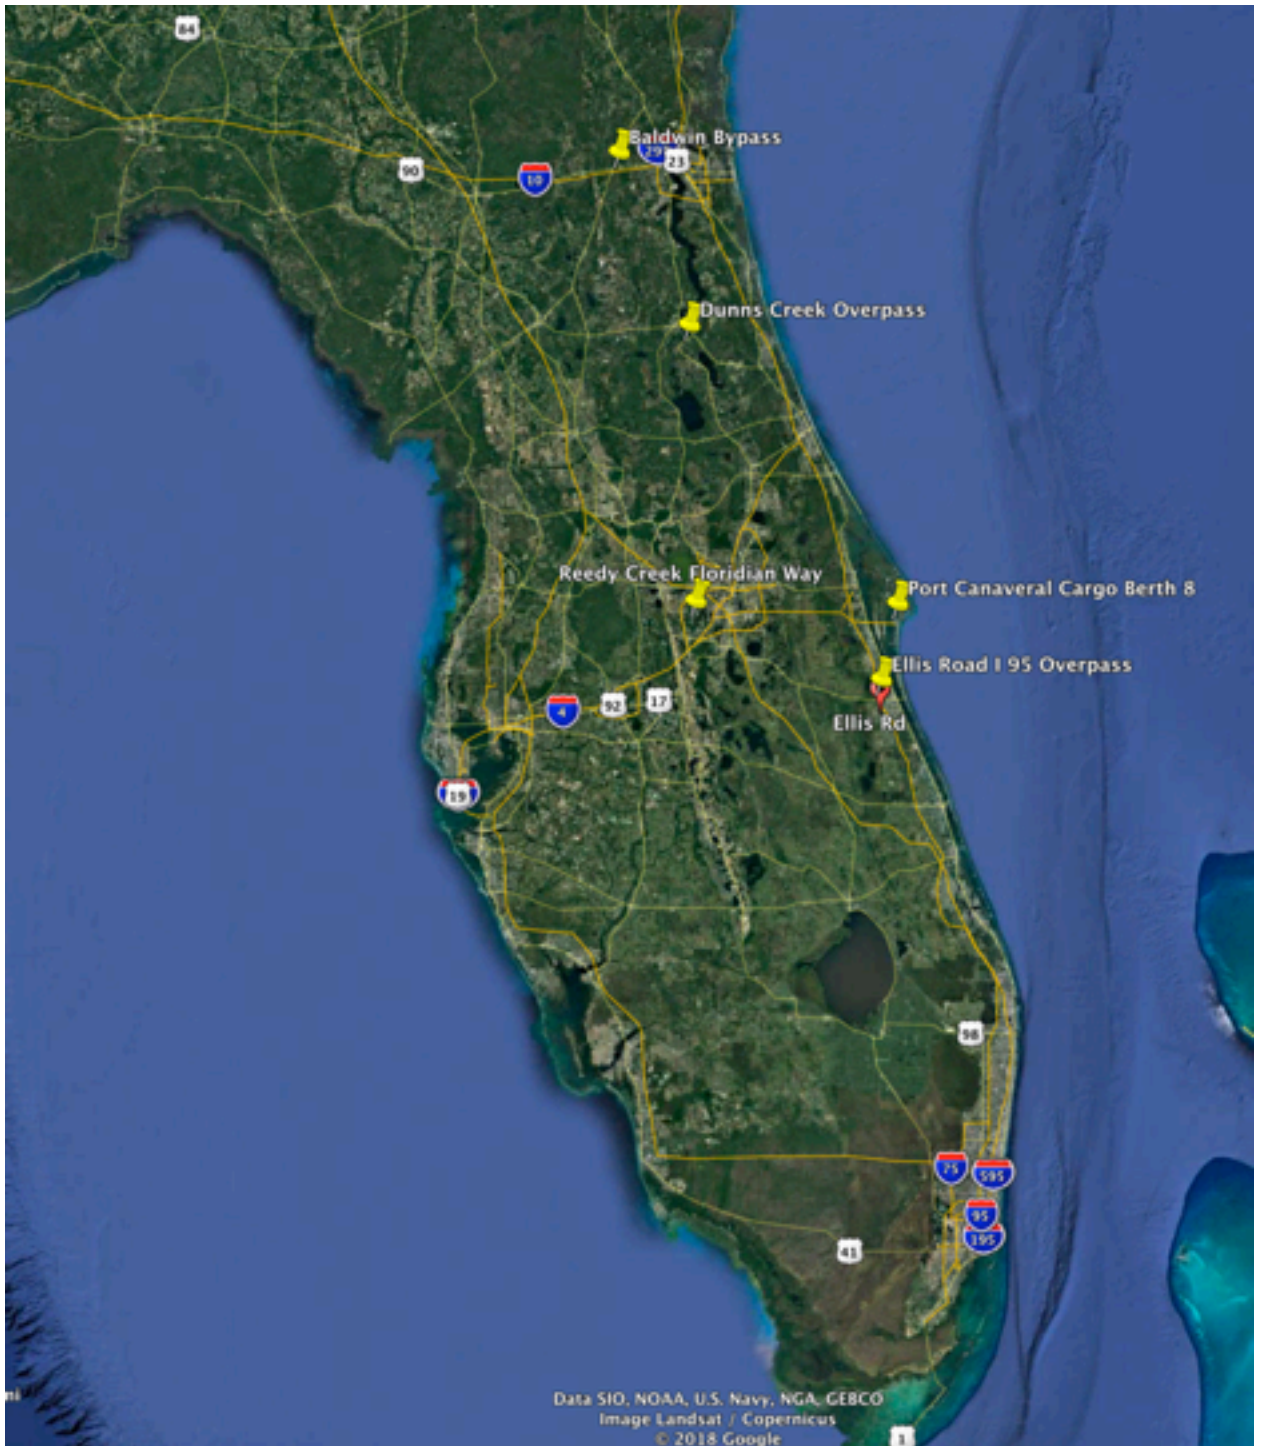 84
Baldwin Bypass
295
23
90
10
Dunns Creek Overpass
Reedy Creek Floridian Way
Port Canaveral Cargo Berth 8
Ellis Road I 95 Overpass
92
17
4
Ellis Rd
19
98
75
595
95
195
41
Data SIO, NOAA, U.S. Navy, NGA, GEBCO
Image Landsat / Copernicus
© 2018 Google
1